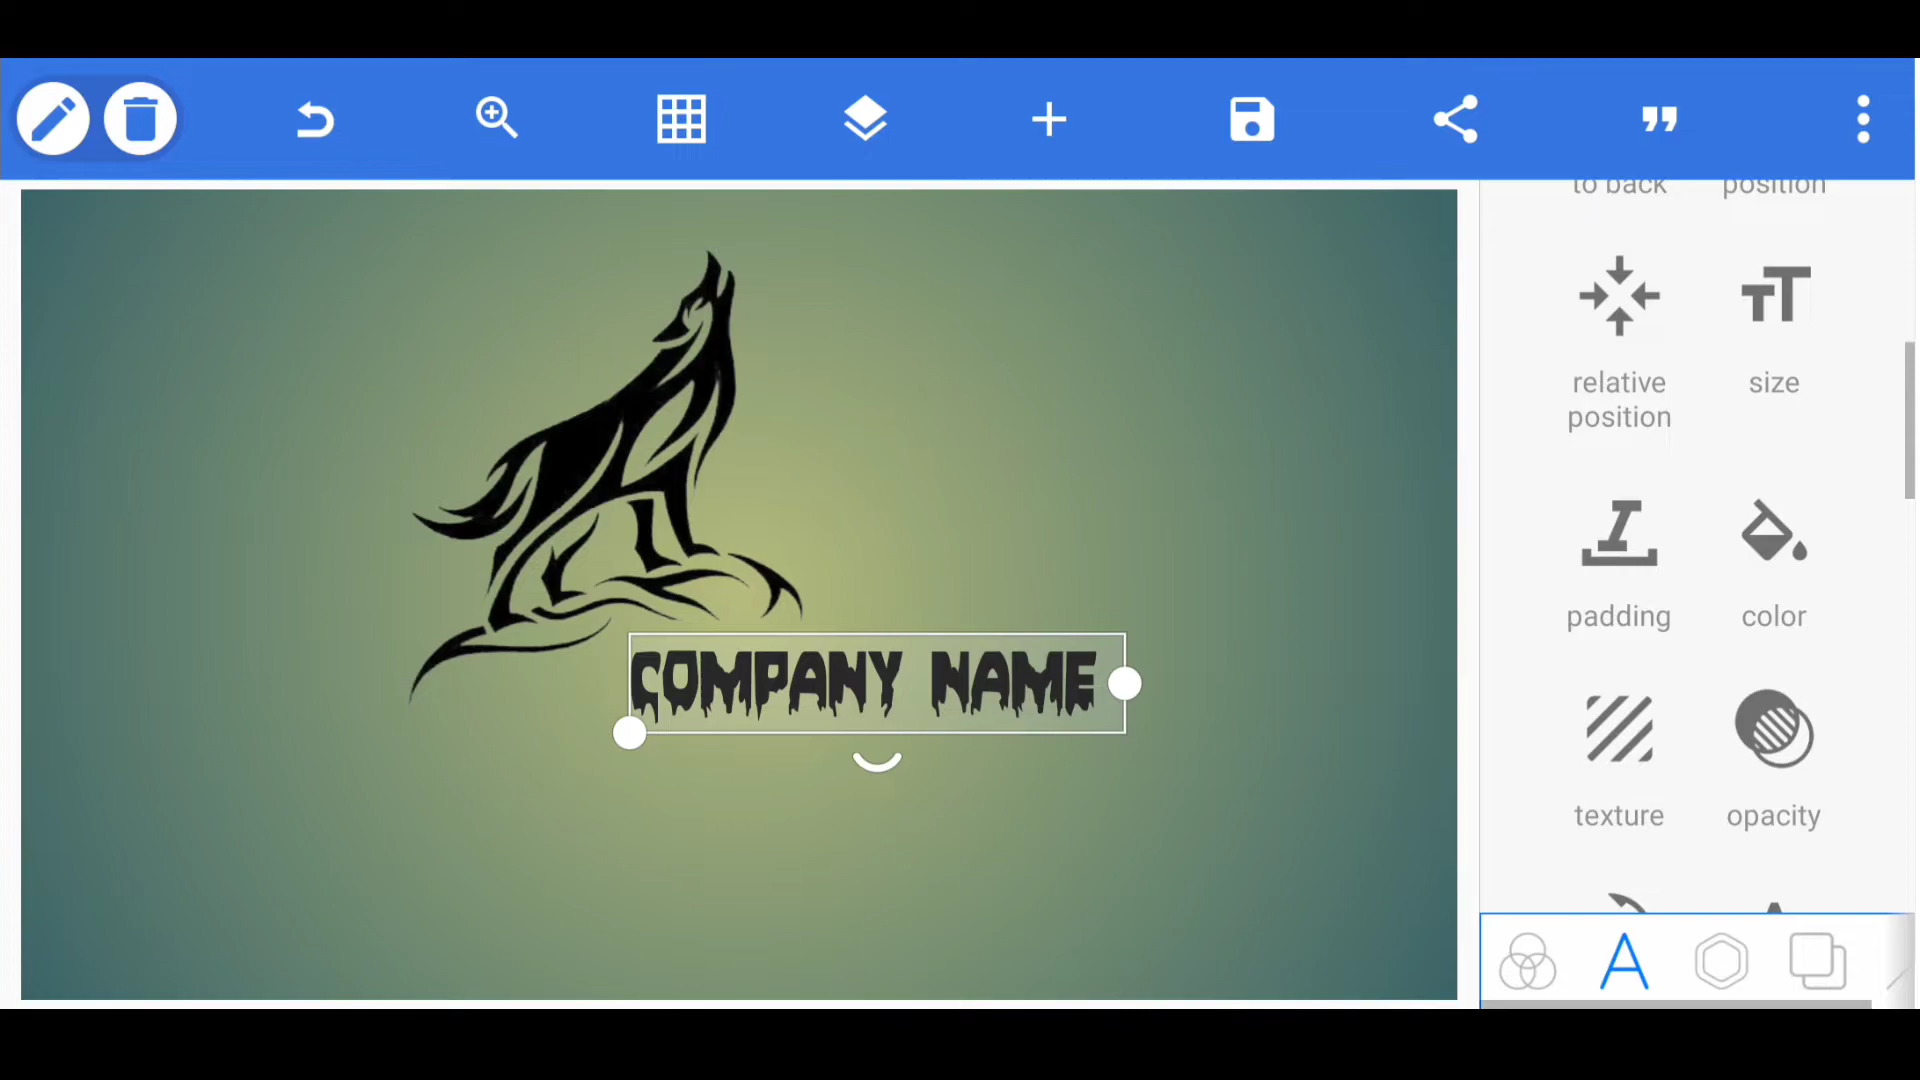 to back
position
relative
position
size
padding
color
texture
opacity
COMPANY NAME